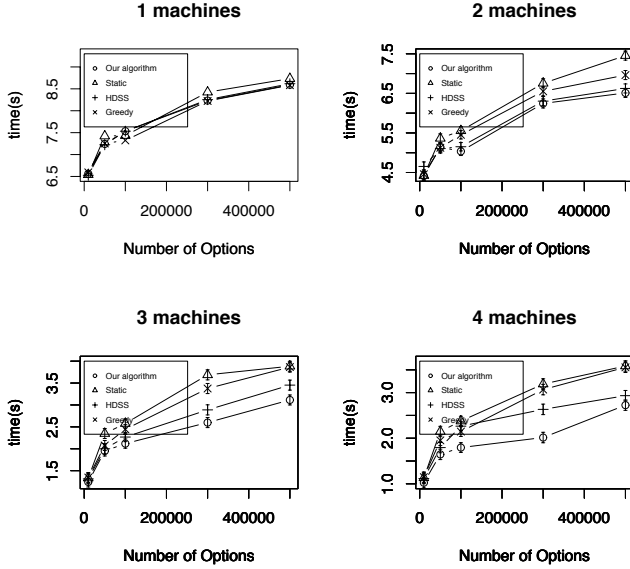 1 machines
time(s)
8.5
7.5
6.5
Our algorithm
Static
HDSS
Greedy
0 200000 400000
Number of Options
2 machines
time(s)
7.5
6.5
5.5
4.5
Our algorithm
Static
HDSS
Greedy
0 200000 400000
Number of Options
3 machines
time(s)
3.5
2.5
1.5
Our algorithm
Static
HDSS
Greedy
0 200000 400000
Number of Options
4 machines
time(s)
3.0
2.0
1.0
Our algorithm
Static
HDSS
Greedy
0 200000 400000
Number of Options